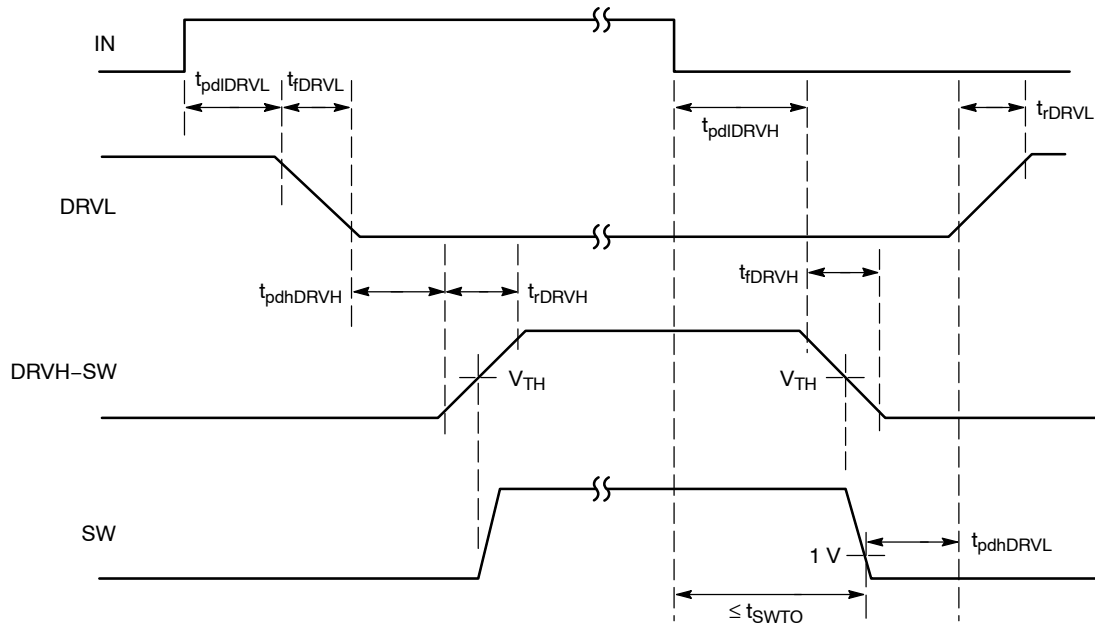 IN
tpdlDRVL
tfDRVL
tpdlDRVH
trDRVL
DRVL
tpdhDRVH
trDRVH
tfDRVH
DRVH–SW
VTH
VTH
SW
1 V
tpdhDRVL
≤ tSWTO